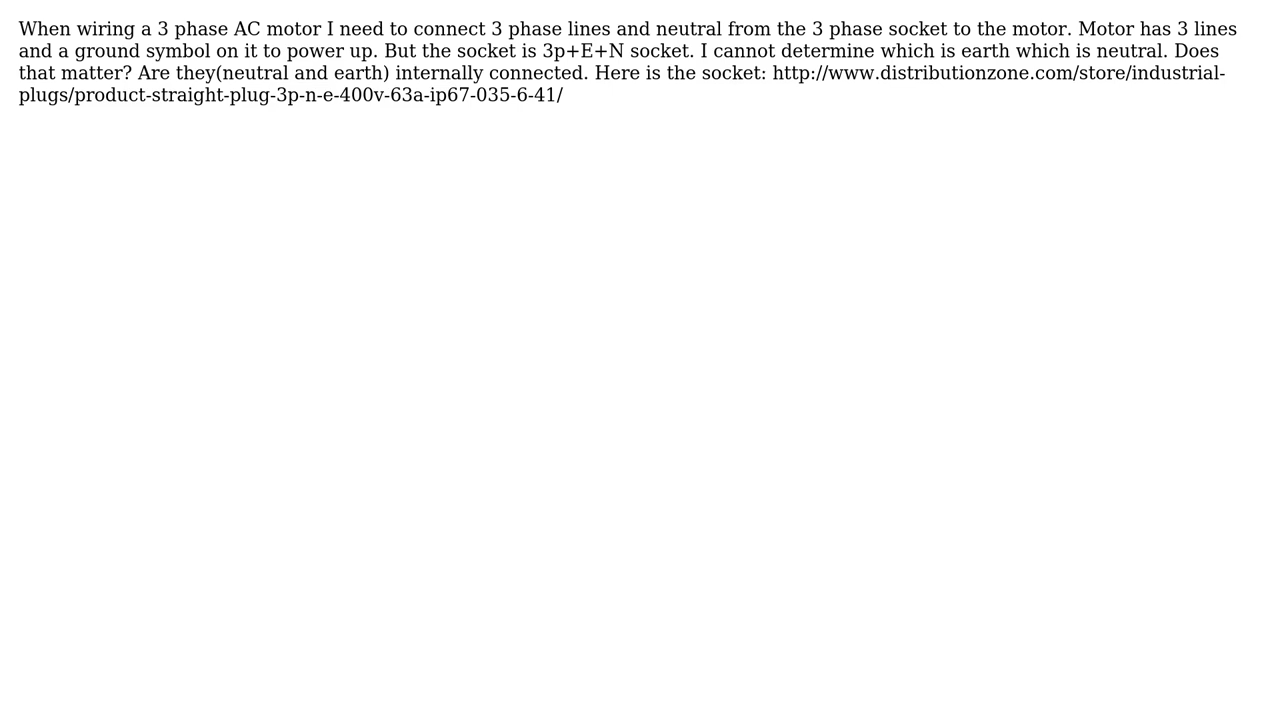 When wiring a 3 phase AC motor I need to connect 3 phase lines and neutral from the 3 phase socket to the motor. Motor has 3 lines
and a ground symbol on it to power up. But the socket is 3p+E+N socket. I cannot determine which is earth which is neutral. Does
that matter? Are they(neutral and earth) internally connected. Here is the socket: http://www.distributionzone.com/store/industrial-
plugs/product-straight-plug-3p-n-e-400v-63a-ip67-035-6-41/